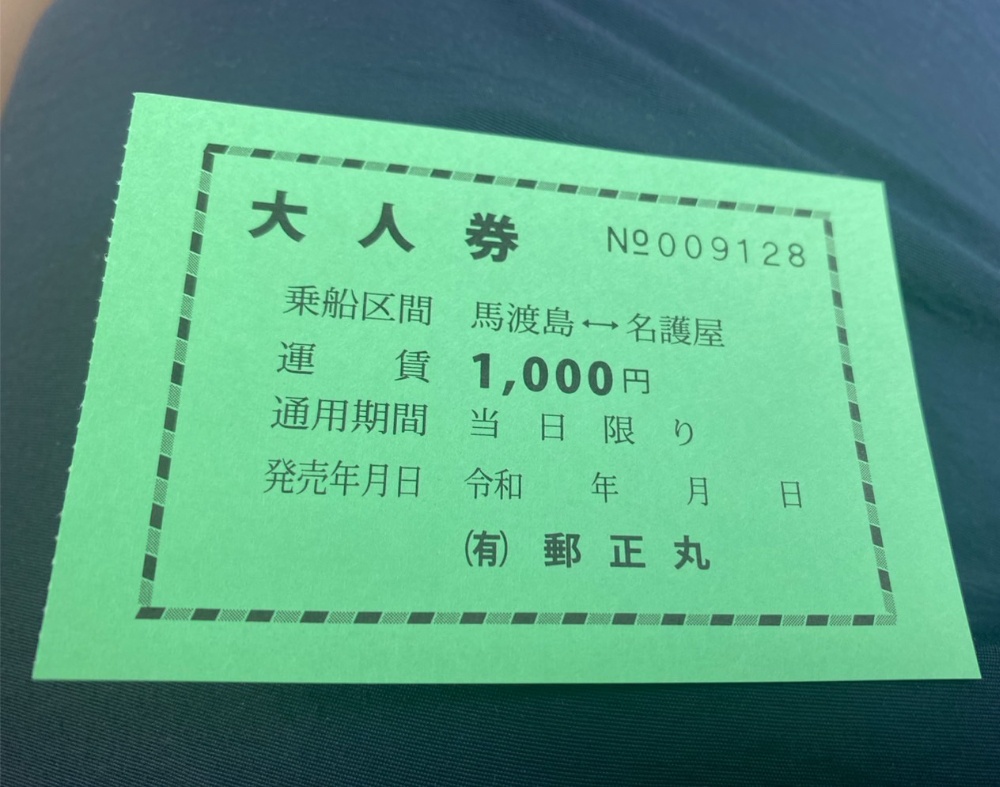 大人券 №009128
乗船区間 馬渡島↔名護屋
運賃 1,000円
通用期間 当日限り
発売年月日 令和 年 月 日
㈲ 郵正丸